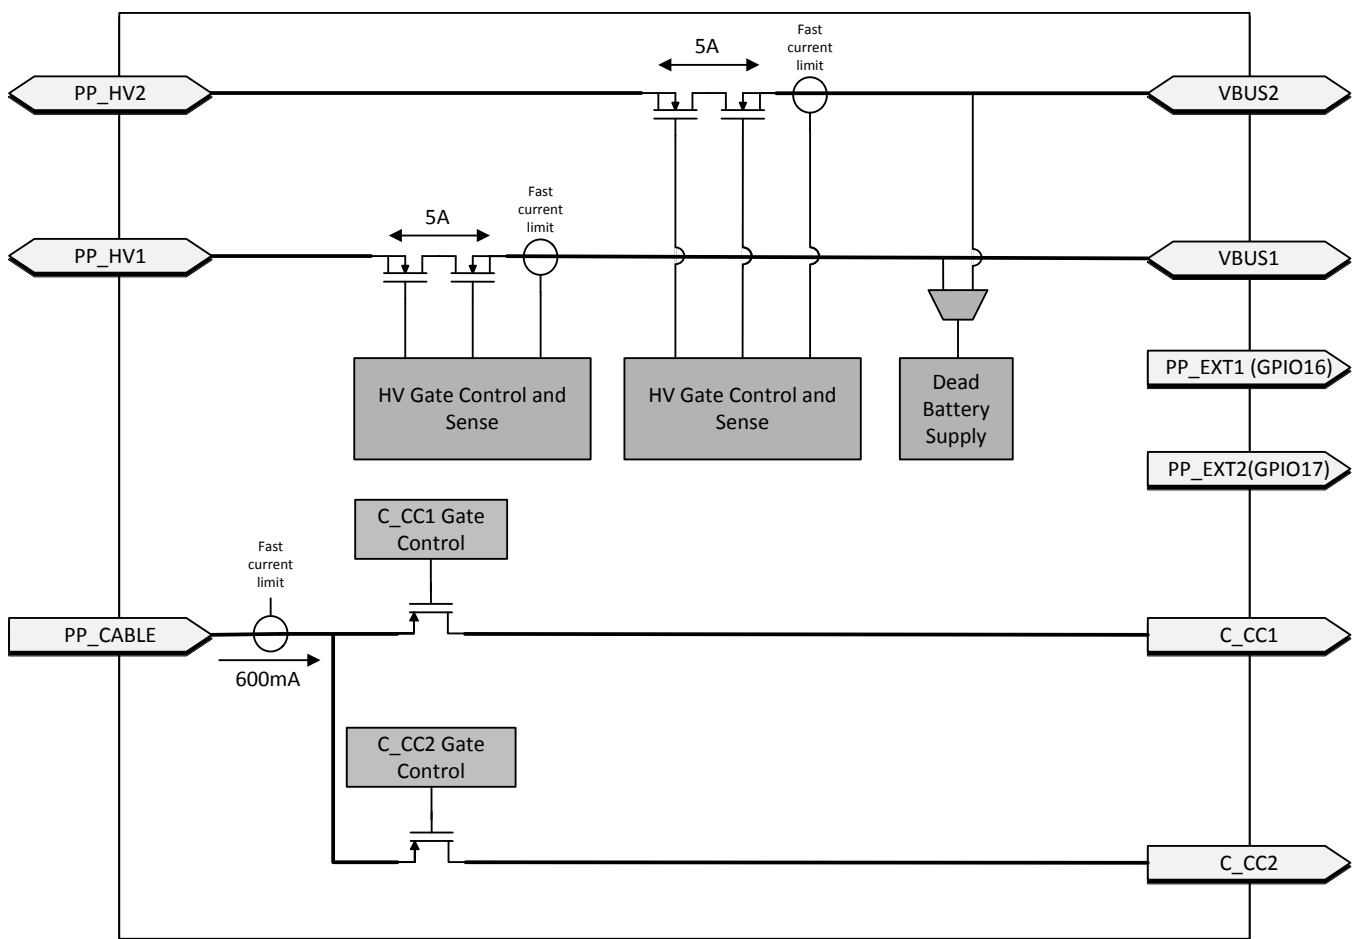 5A
Fast
current
limit
PP_HV2
VBUS2
5A
Fast
current
limit
PP_HV1
VBUS1
HV Gate Control and
Sense
HV Gate Control and
Sense
Dead
Battery
Supply
PP_EXT1 (GPIO16)
PP_EXT2(GPIO17)
C_CC1 Gate
Control
Fast
current
limit
PP_CABLE
600mA
C_CC1
C_CC2 Gate
Control
C_CC2